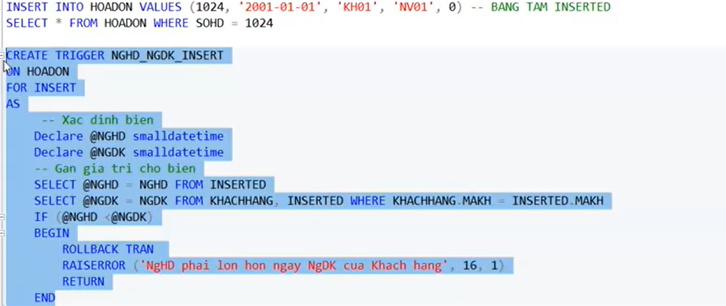 INSERT INTO HOADON VALUES (1024, '2001-01-01', 'KH01', 'NV01', 0) -- BANG TAM INSERTED
SELECT * FROM HOADON WHERE SOHD = 1024
CREATE TRIGGER NGHD_NGDK_INSERT
ON HOADON
FOR INSERT
AS
-- Xac dinh bien
Declare @NGHD smalldatetime
Declare @NGDK smalldatetime
-- Gan gia tri cho bien
SELECT @NGHD = NGHD FROM INSERTED
SELECT @NGDK = NGDK FROM KHACHHANG, INSERTED WHERE KHACHHANG.MAKH = INSERTED.MAKH
IF (@NGHD <@NGDK)
BEGIN
ROLLBACK TRAN
RAISERROR ('NgHD phai lon hon ngay NgDK cua Khach hang', 16, 1)
RETURN
END